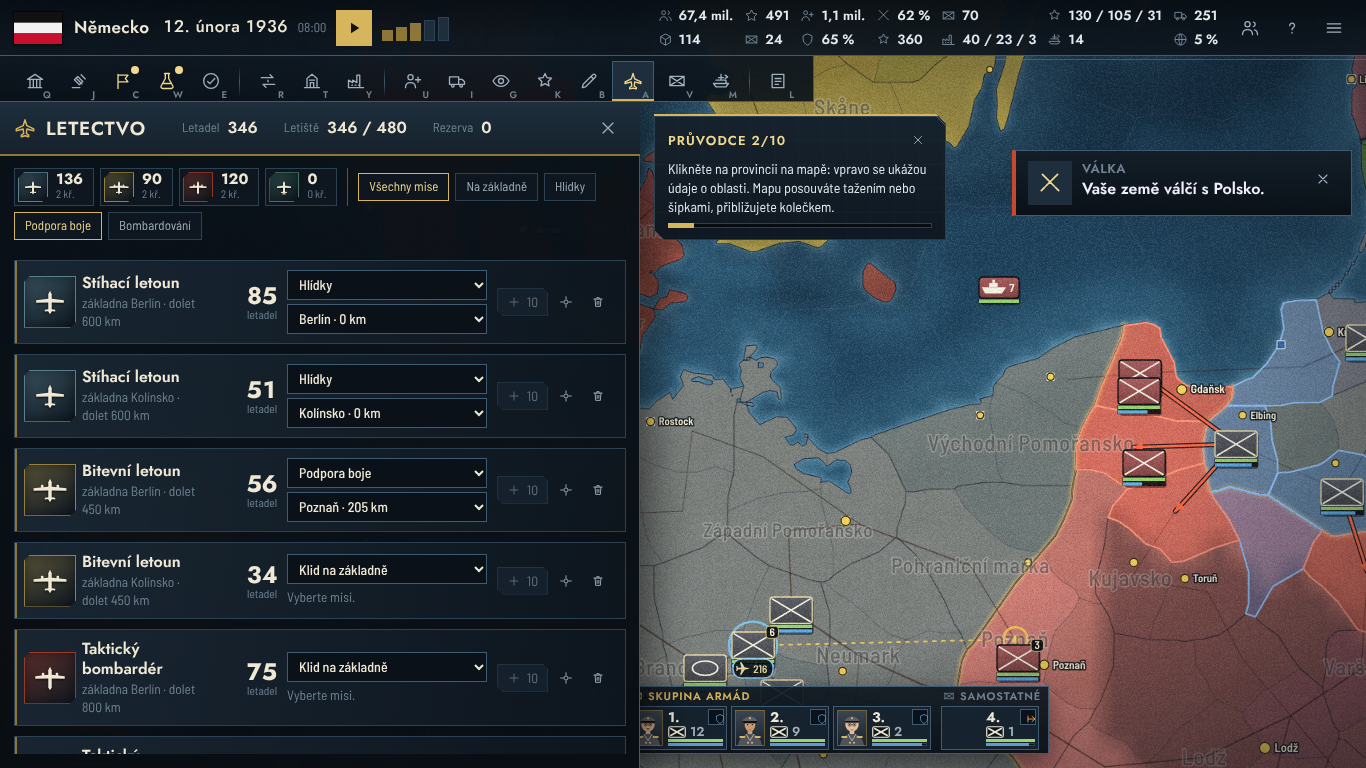 Německo 12. února 1936 08:00
67,4 mil. 491 1,1 mil. 62 % 70 130 / 105 / 31 251
114 24 65 % 360 40 / 23 / 3 14 5 %
?
Q J C W E R T Y U I G K B A V M L
LETECTVO Letadel 346 Letiště 346 / 480 Rezerva 0
136 2 kř. 90 2 kř. 120 2 kř. 0 0 kř.
Všechny mise Na základně Hlídky
Podpora boje Bombardování
Stíhací letoun
základna Berlín · dolet
600 km
85
letadel
Hlídky
Berlín · 0 km
10
Stíhací letoun
základna Kolínsko ·
dolet 600 km
51
letadel
Hlídky
Kolínsko · 0 km
10
Bitevní letoun
základna Berlín · dolet
450 km
56
letadel
Podpora boje
Poznaň · 205 km
10
Bitevní letoun
základna Kolínsko ·
dolet 450 km
34
letadel
Klid na základně
Vyberte misi.
10
Taktický
bombardér
základna Berlín · dolet
800 km
75
letadel
Klid na základně
Vyberte misi.
10
Taktický
PRŮVODCE 2/10
Klikněte na provincii na mapě: vpravo se ukážou
údaje o oblasti. Mapu posouváte tažením nebo
šipkami, přibližujete kolečkem.
VÁLKA
Vaše země válčí s Polsko.
Skåne
7
Rostock
Gdaňsk
Elbing
Východní Pomořansko
Západní Pomořansko
Pohraniční marka
Kujavsko
Toruň
Poznaň
3
Poznaň
6
216
Neumark
Lodž
Lodž
SKUPINA ARMÁD SAMOSTATNÉ
1. 12
2. 9
3. 2
4. 1